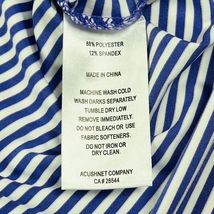 88% POLYESTER
12% SPANDEX
MADE IN CHINA
MACHINE WASH COLD
WASH DARKS SEPARATELY
TUMBLE DRY LOW
REMOVE IMMEDIATELY.
DO NOT BLEACH OR USE
FABRIC SOFTENERS.
DO NOT IRON OR
DRY CLEAN.
ACUSHNET COMPANY
CA# 26544